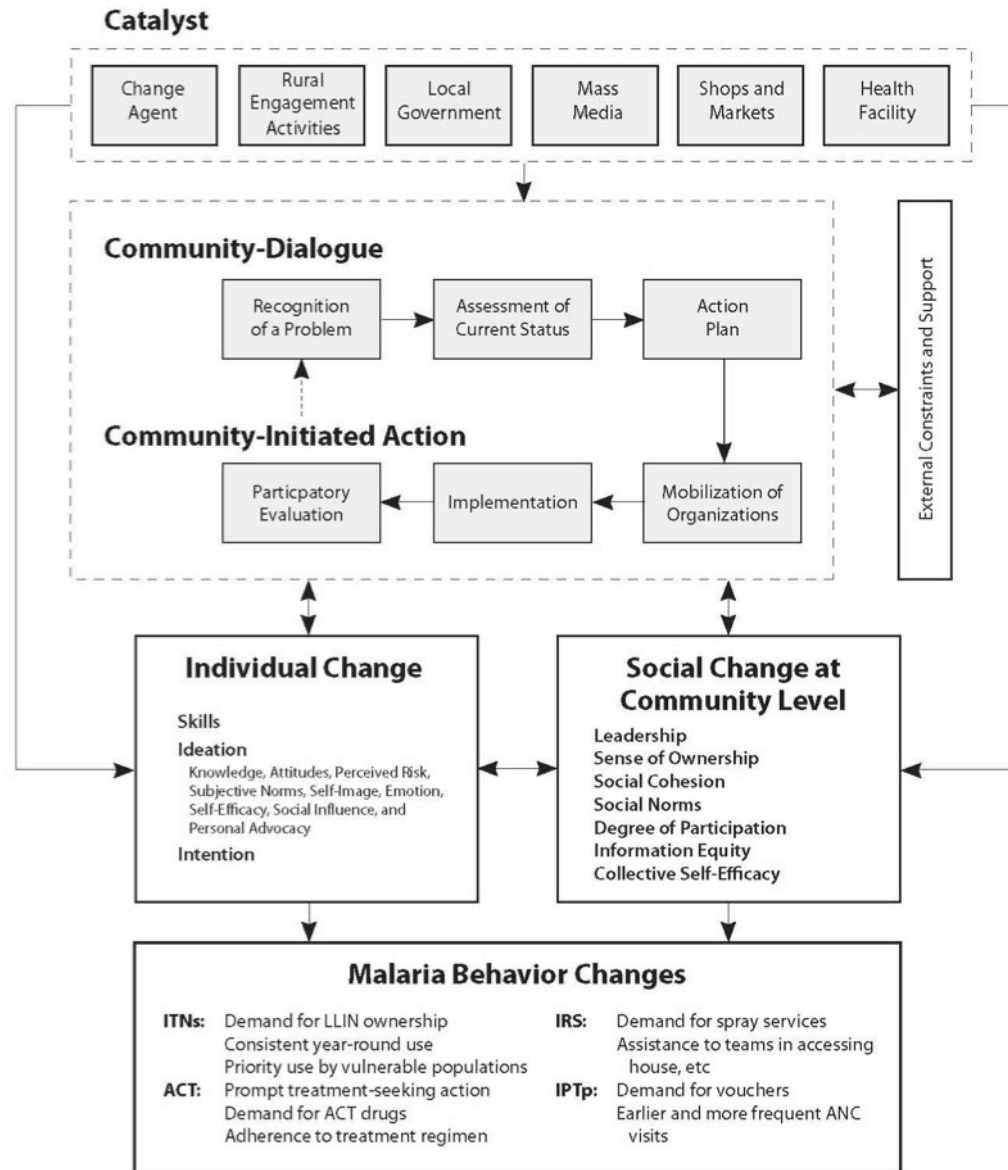 Catalyst
Change
Agent
Rural
Engagement
Activities
Local
Government
Mass
Media
Shops and
Markets
Health
Facility
Community-Dialogue
Recognition
of a Problem
Assessment of
Current Status
Action
Plan
External Constraints and Support
Community-Initiated Action
Particpatory
Evaluation
Implementation
Mobilization of
Organizations
Individual Change
Skills
Ideation
Knowledge, Attitudes, Perceived Risk,
Subjective Norms, Self-Image, Emotion,
Self-Efficacy, Social Influence, and
Personal Advocacy
Intention
Social Change at
Community Level
Leadership
Sense of Ownership
Social Cohesion
Social Norms
Degree of Participation
Information Equity
Collective Self-Efficacy
Malaria Behavior Changes
ITNs: Demand for LLIN ownership
Consistent year-round use
Priority use by vulnerable populations
ACT: Prompt treatment-seeking action
Demand for ACT drugs
Adherence to treatment regimen
IRS: Demand for spray services
Assistance to teams in accessing
house, etc
IPTp: Demand for vouchers
Earlier and more frequent ANC
visits